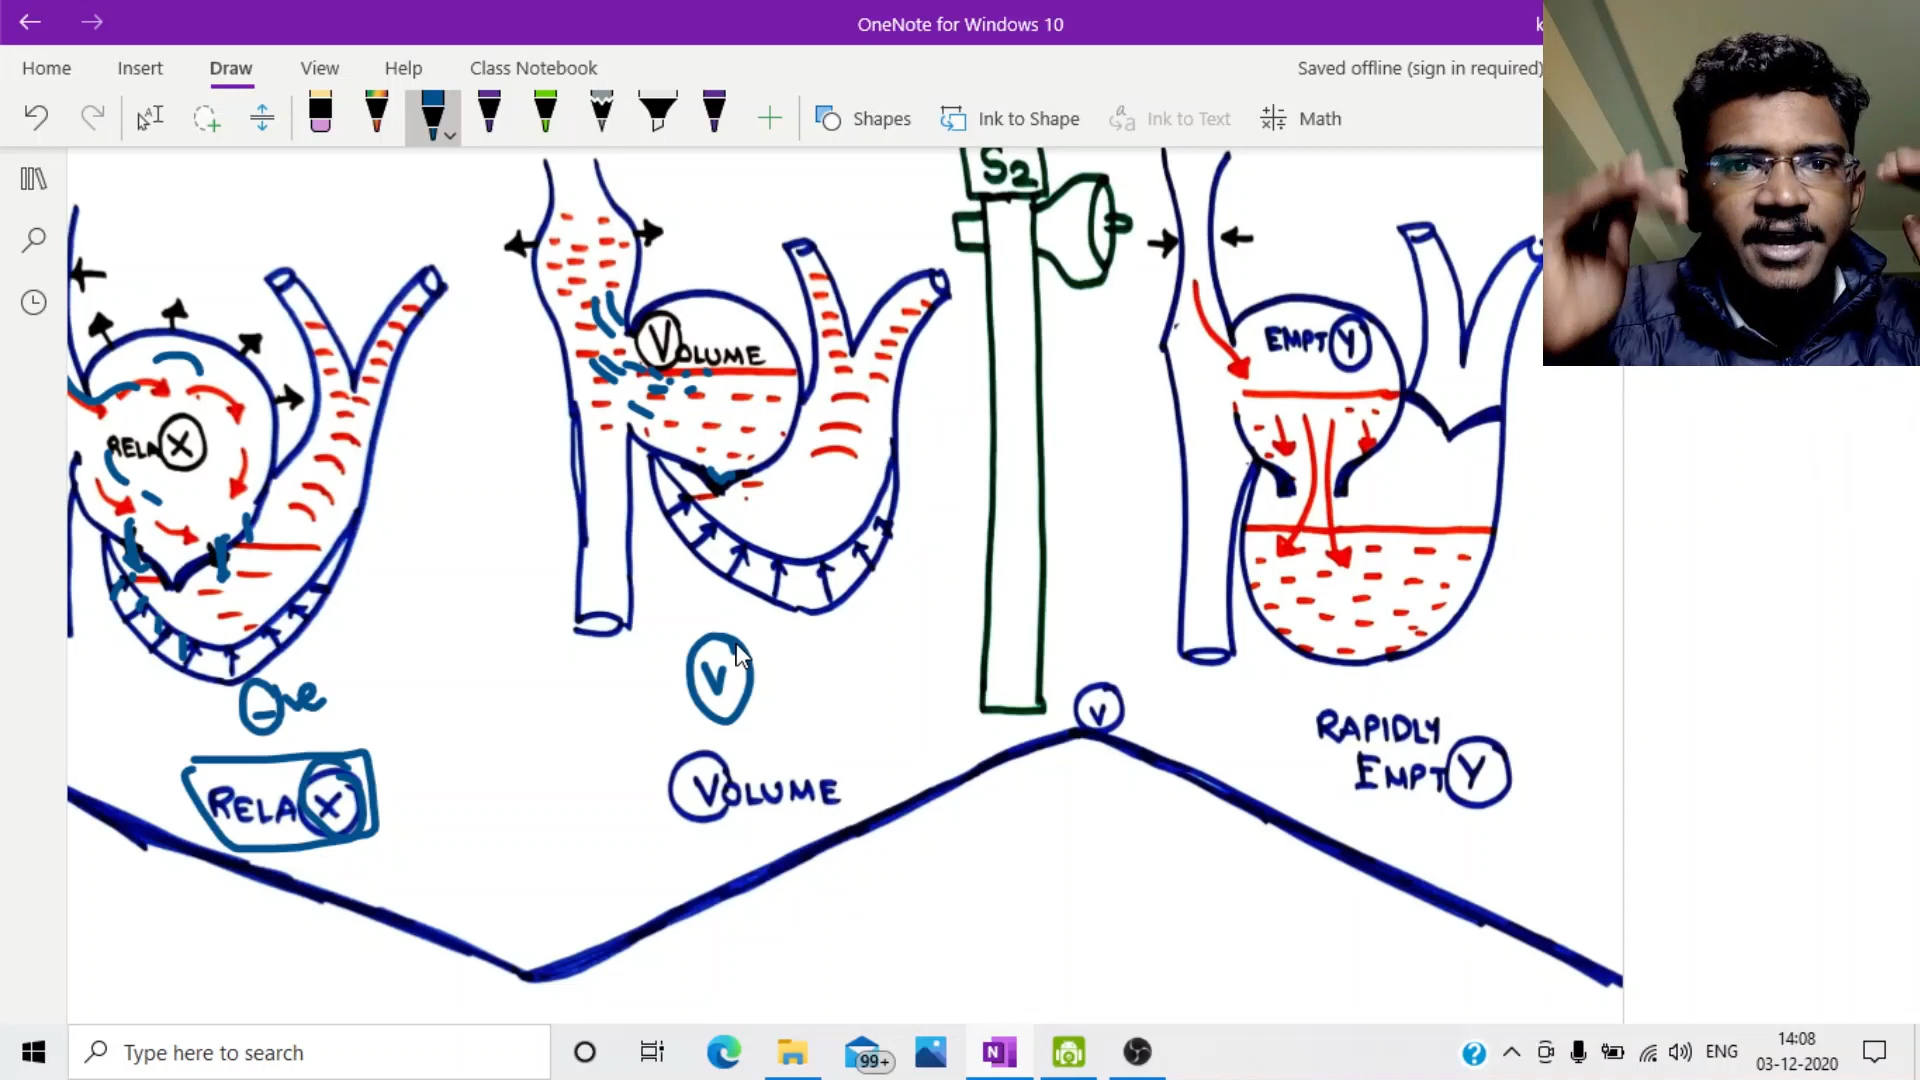 OneNote for Windows 10
k
Home Insert Draw View Help Class Notebook
Saved offline (sign in required)
Shapes Ink to Shape Ink to Text Math
S2
VOLUME
EMPTY
RELAX
-ve
V
V
RAPIDLY
EMPTY
RELAX
VOLUME
Type here to search
99+
ENG
14:08
03-12-2020